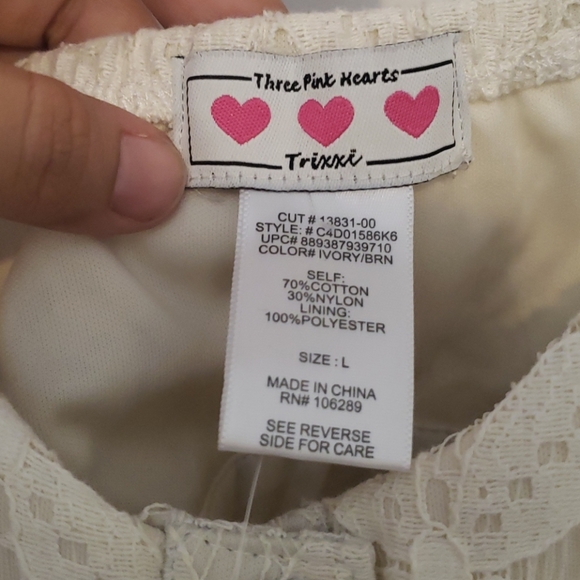 Three Pink Hearts
Trixxi
CUT # 13831-00
STYLE: # C4D01586K6
UPC# 889387939710
COLOR# IVORY/BRN
SELF:
70%COTTON
30%NYLON
LINING:
100%POLYESTER
SIZE : L
MADE IN CHINA
RN# 106289
SEE REVERSE
SIDE FOR CARE